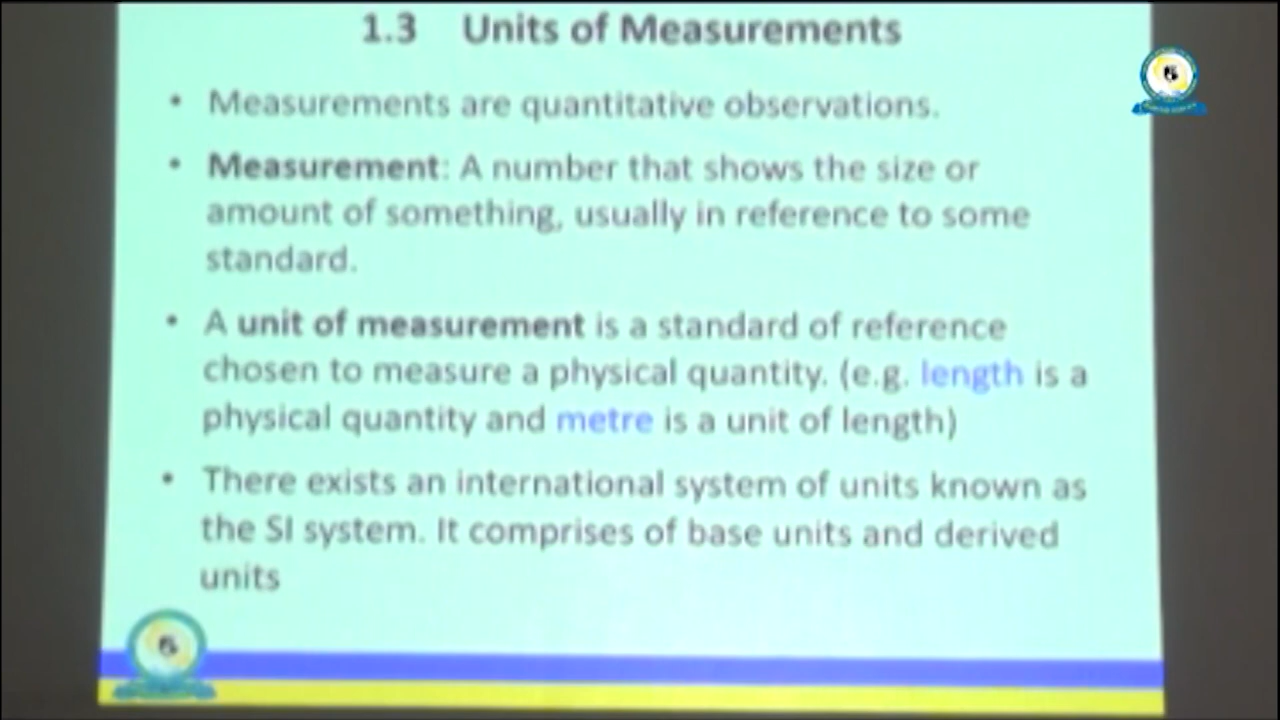 1.3 Units of Measurements
• Measurements are quantitative observations.
• Measurement: A number that shows the size or
amount of something, usually in reference to some
standard.
• A unit of measurement is a standard of reference
chosen to measure a physical quantity. (e.g. length is a
physical quantity and metre is a unit of length)
• There exists an international system of units known as
the SI system. It comprises of base units and derived
units